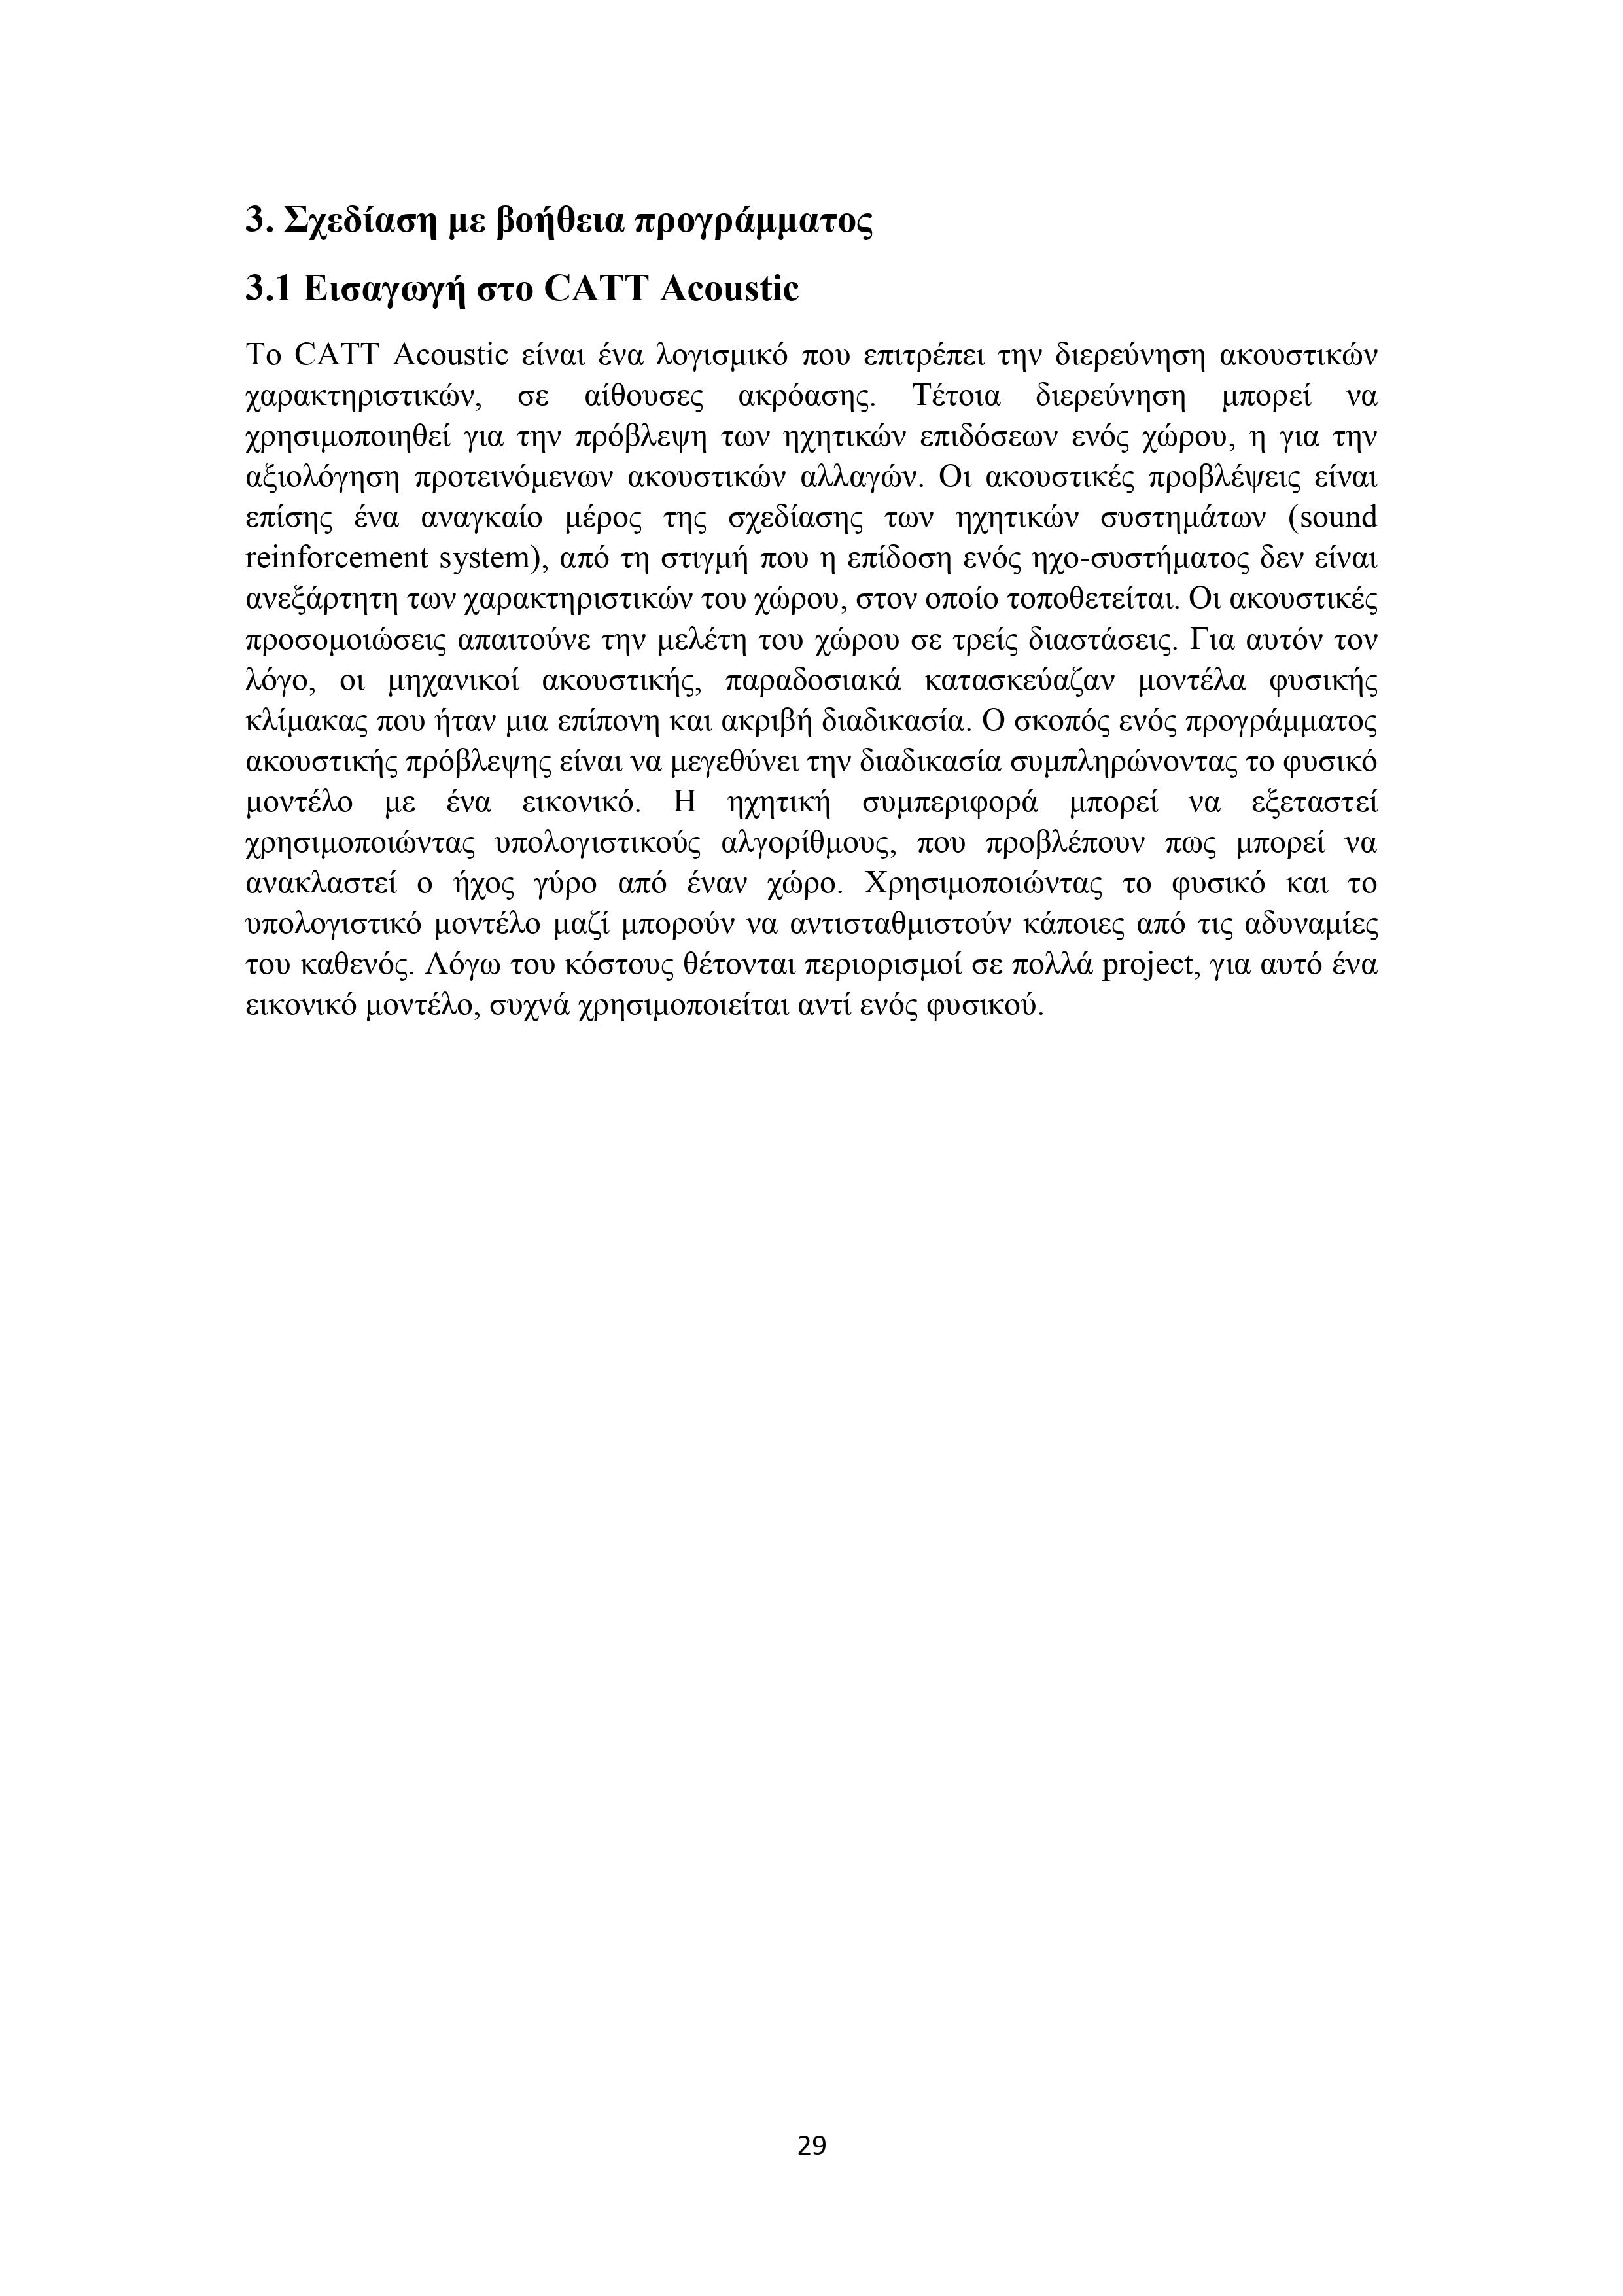 3. Σχεδίαση με βοήθεια προγράμματος
3.1 Εισαγωγή στο CATT Acoustic
Το CATT Acoustic είναι ένα λογισμικό που επιτρέπει την διερεύνηση ακουστικών
χαρακτηριστικών, σε αίθουσες ακρόασης. Τέτοια διερεύνηση μπορεί να
χρησιμοποιηθεί για την πρόβλεψη των ηχητικών επιδόσεων ενός χώρου, η για την
αξιολόγηση προτεινόμενων ακουστικών αλλαγών. Οι ακουστικές προβλέψεις είναι
επίσης ένα αναγκαίο μέρος της σχεδίασης των ηχητικών συστημάτων (sound
reinforcement system), από τη στιγμή που η επίδοση ενός ηχο-συστήματος δεν είναι
ανεξάρτητη των χαρακτηριστικών του χώρου, στον οποίο τοποθετείται. Οι ακουστικές
προσομοιώσεις απαιτούνε την μελέτη του χώρου σε τρείς διαστάσεις. Για αυτόν τον
λόγο, οι μηχανικοί ακουστικής, παραδοσιακά κατασκεύαζαν μοντέλα φυσικής
κλίμακας που ήταν μια επίπονη και ακριβή διαδικασία. Ο σκοπός ενός προγράμματος
ακουστικής πρόβλεψης είναι να μεγεθύνει την διαδικασία συμπληρώνοντας το φυσικό
μοντέλο με ένα εικονικό. Η ηχητική συμπεριφορά μπορεί να εξεταστεί
χρησιμοποιώντας υπολογιστικούς αλγορίθμους, που προβλέπουν πως μπορεί να
ανακλαστεί ο ήχος γύρο από έναν χώρο. Χρησιμοποιώντας το φυσικό και το
υπολογιστικό μοντέλο μαζί μπορούν να αντισταθμιστούν κάποιες από τις αδυναμίες
του καθενός. Λόγω του κόστους θέτονται περιορισμοί σε πολλά project, για αυτό ένα
εικονικό μοντέλο, συχνά χρησιμοποιείται αντί ενός φυσικού.
29